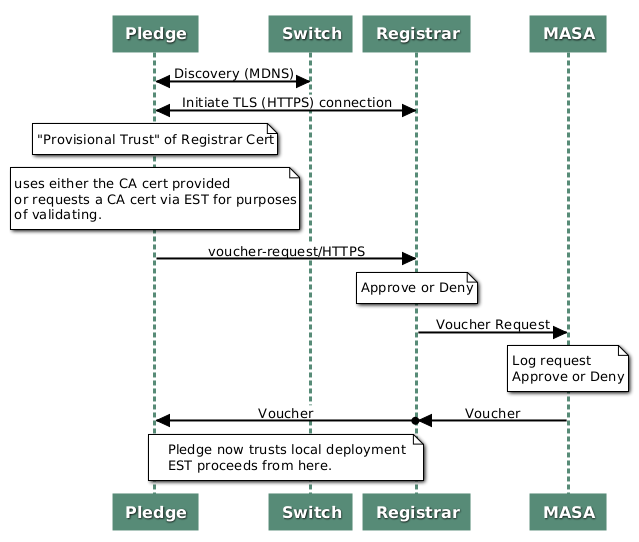 Pledge Switch Registrar MASA
Discovery (MDNS)
Initiate TLS (HTTPS) connection
"Provisional Trust" of Registrar Cert
uses either the CA cert provided
or requests a CA cert via EST for purposes
of validating.
voucher-request/HTTPS
Approve or Deny
Voucher Request
Log request
Approve or Deny
Voucher Voucher
Pledge now trusts local deployment
EST proceeds from here.
Pledge Switch Registrar MASA